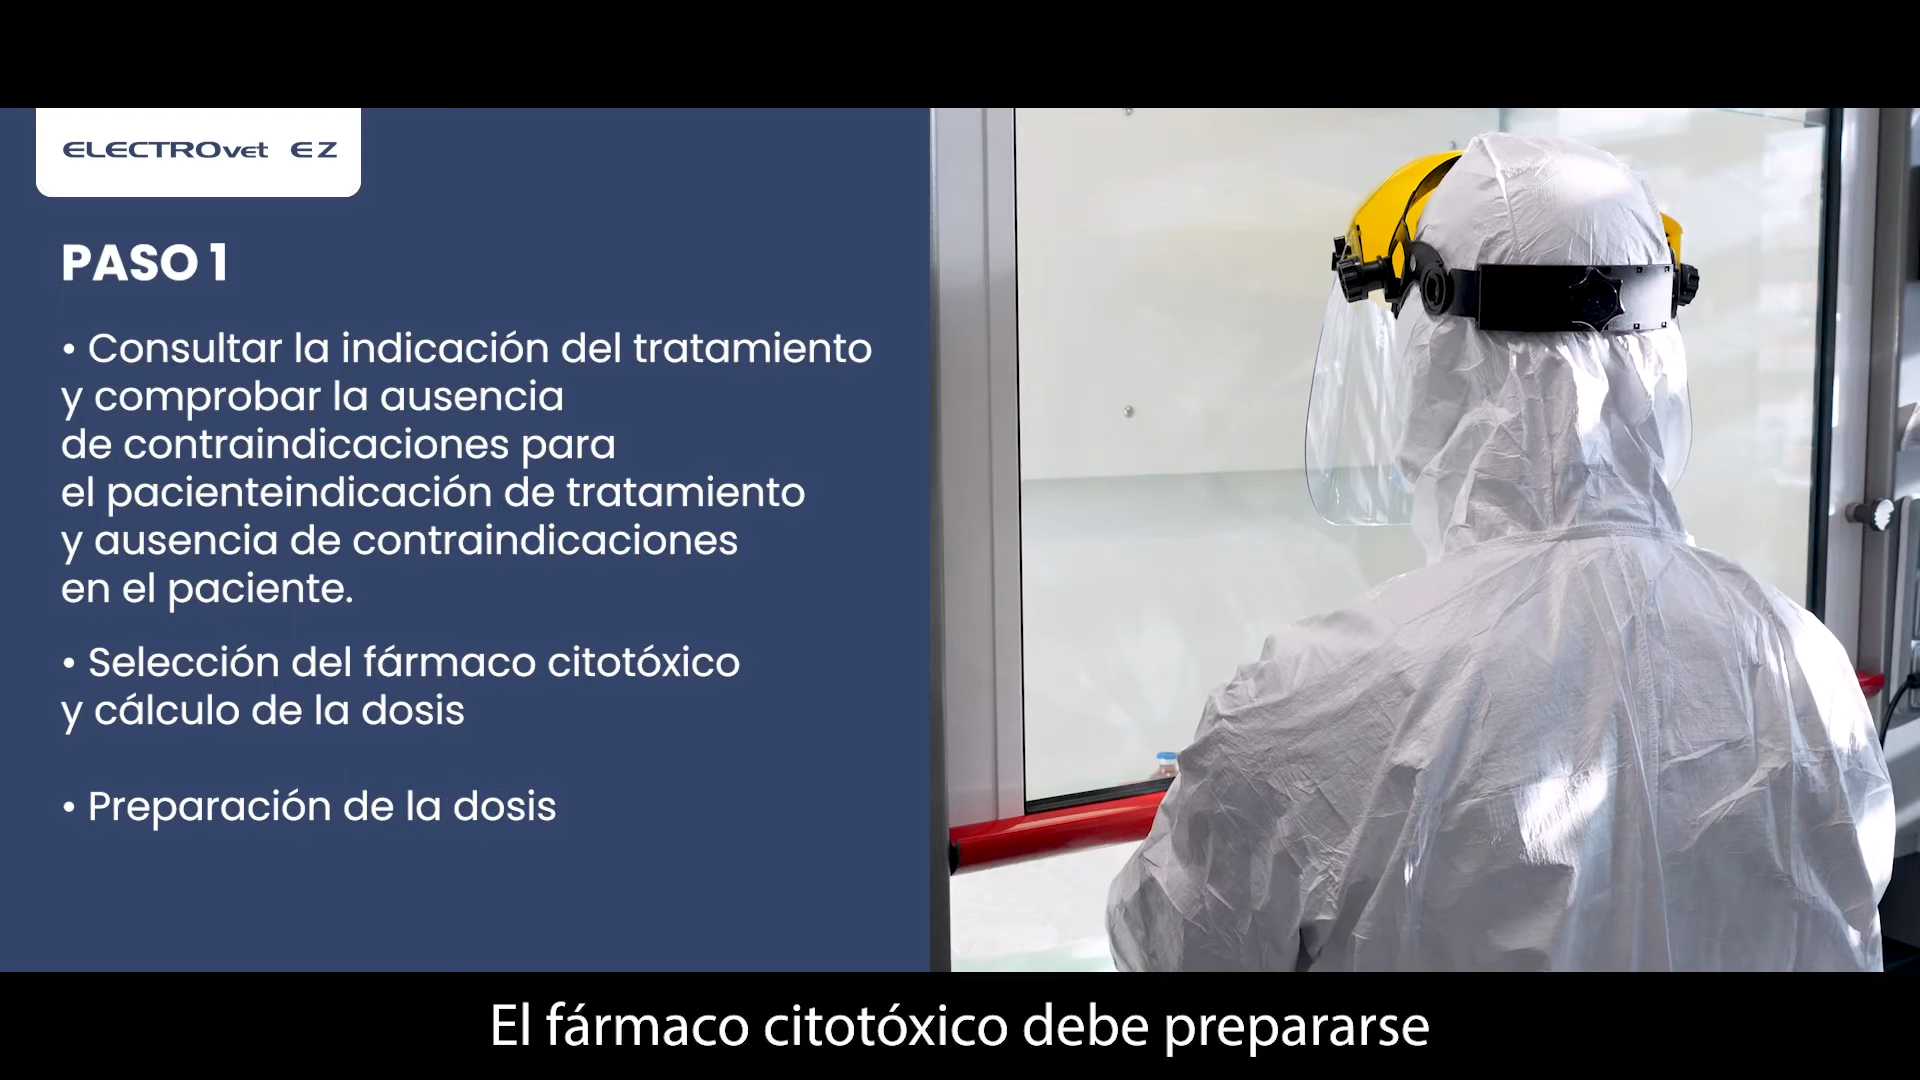 ELECTROvet EZ
PASO 1
• Consultar la indicación del tratamiento
y comprobar la ausencia
de contraindicaciones para
el pacienteindicación de tratamiento
y ausencia de contraindicaciones
en el paciente.
• Selección del fármaco citotóxico
y cálculo de la dosis
• Preparación de la dosis
El fármaco citotóxico debe prepararse